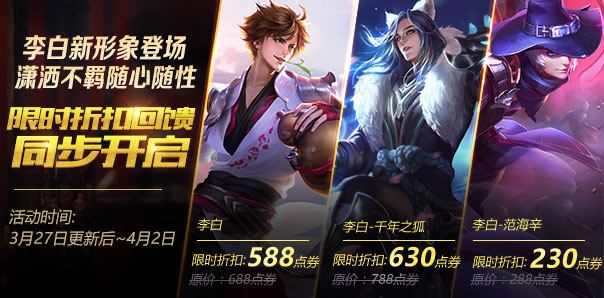 李白新形象登场
潇洒不羁随心随性
限时折扣回馈
同步开启
活动时间:
3月27日更新后~4月2日
李白
限时折扣:588点券
原价:688点券
李白-千年之狐
限时折扣:630点券
原价:788点券
李白-范海辛
限时折扣:230点券
原价:288点券